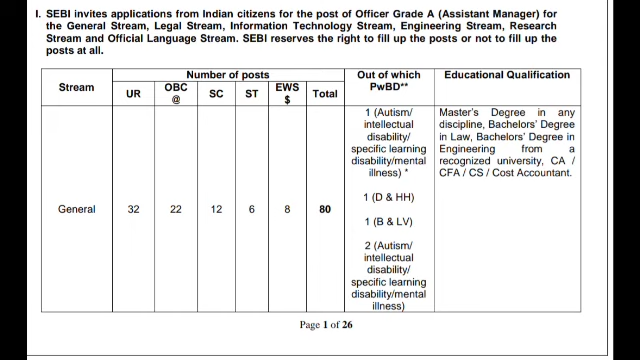 I. SEBI invites applications from Indian citizens for the post of Officer Grade A (Assistant Manager) for
the General Stream, Legal Stream, Information Technology Stream, Engineering Stream, Research
Stream and Official Language Stream. SEBI reserves the right to fill up the posts or not to fill up the
posts at all.
Stream
Number of posts
Out of which
PwBD**
Educational Qualification
UR
OBC
@
SC
ST
EWS
$
Total
General
32
22
12
6
8
80
1 (Autism/
intellectual
disability/
specific learning
disability/mental
illness) *
1 (D & HH)
1 (B & LV)
2 (Autism/
intellectual
disability/
specific learning
disability/mental
illness)
Master's Degree in any
discipline, Bachelors' Degree
in Law, Bachelors' Degree in
Engineering from a
recognized university, CA /
CFA / CS / Cost Accountant.
Page 1 of 26